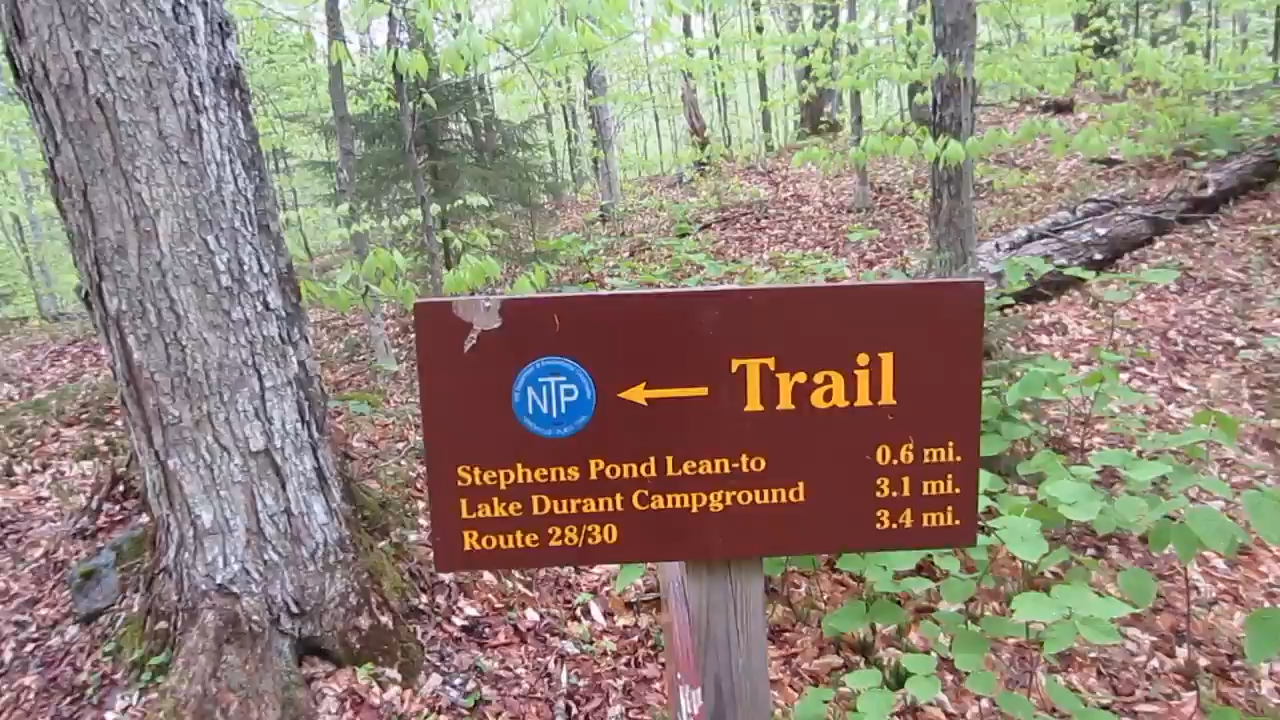 NTP
Trail
Stephens Pond Lean-to 0.6 mi.
Lake Durant Campground 3.1 mi.
Route 28/30 3.4 mi.